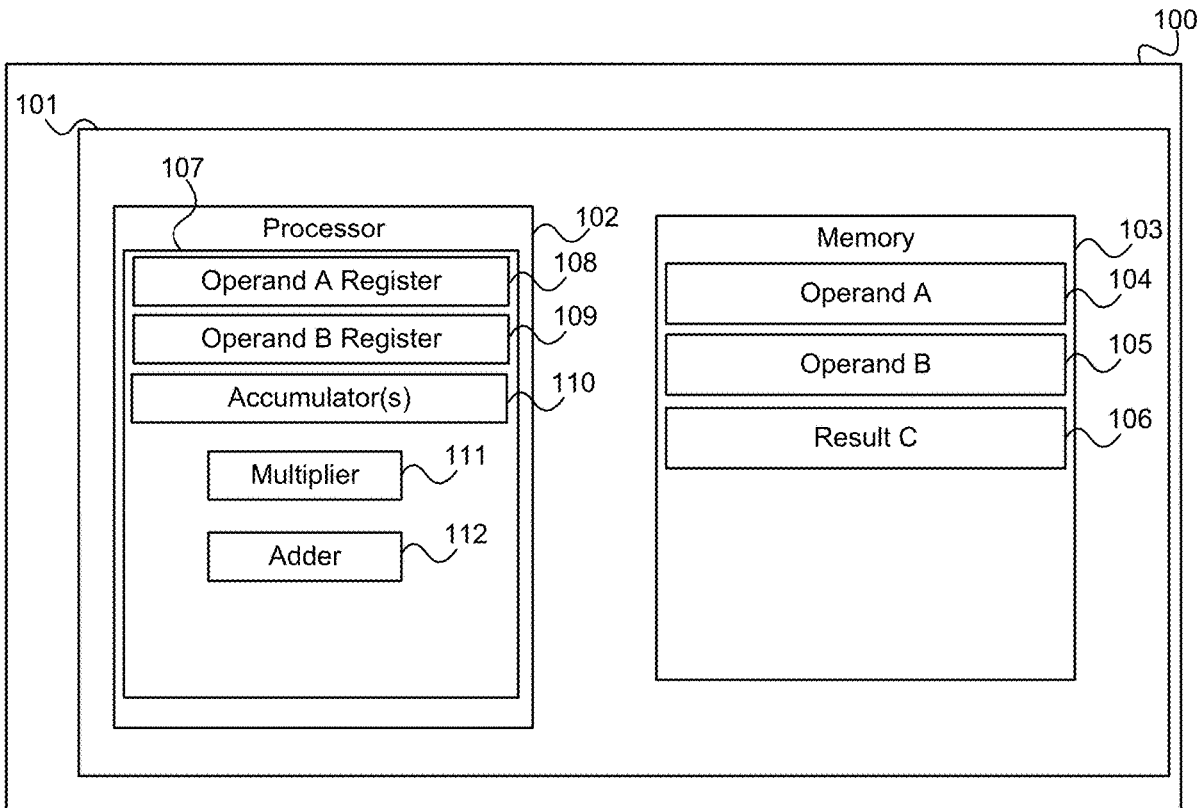 100
101
107
Processor
102
Operand A Register
108
Operand B Register
109
Accumulator(s)
110
Multiplier
111
Adder
112
Memory
103
Operand A
104
Operand B
105
Result C
106